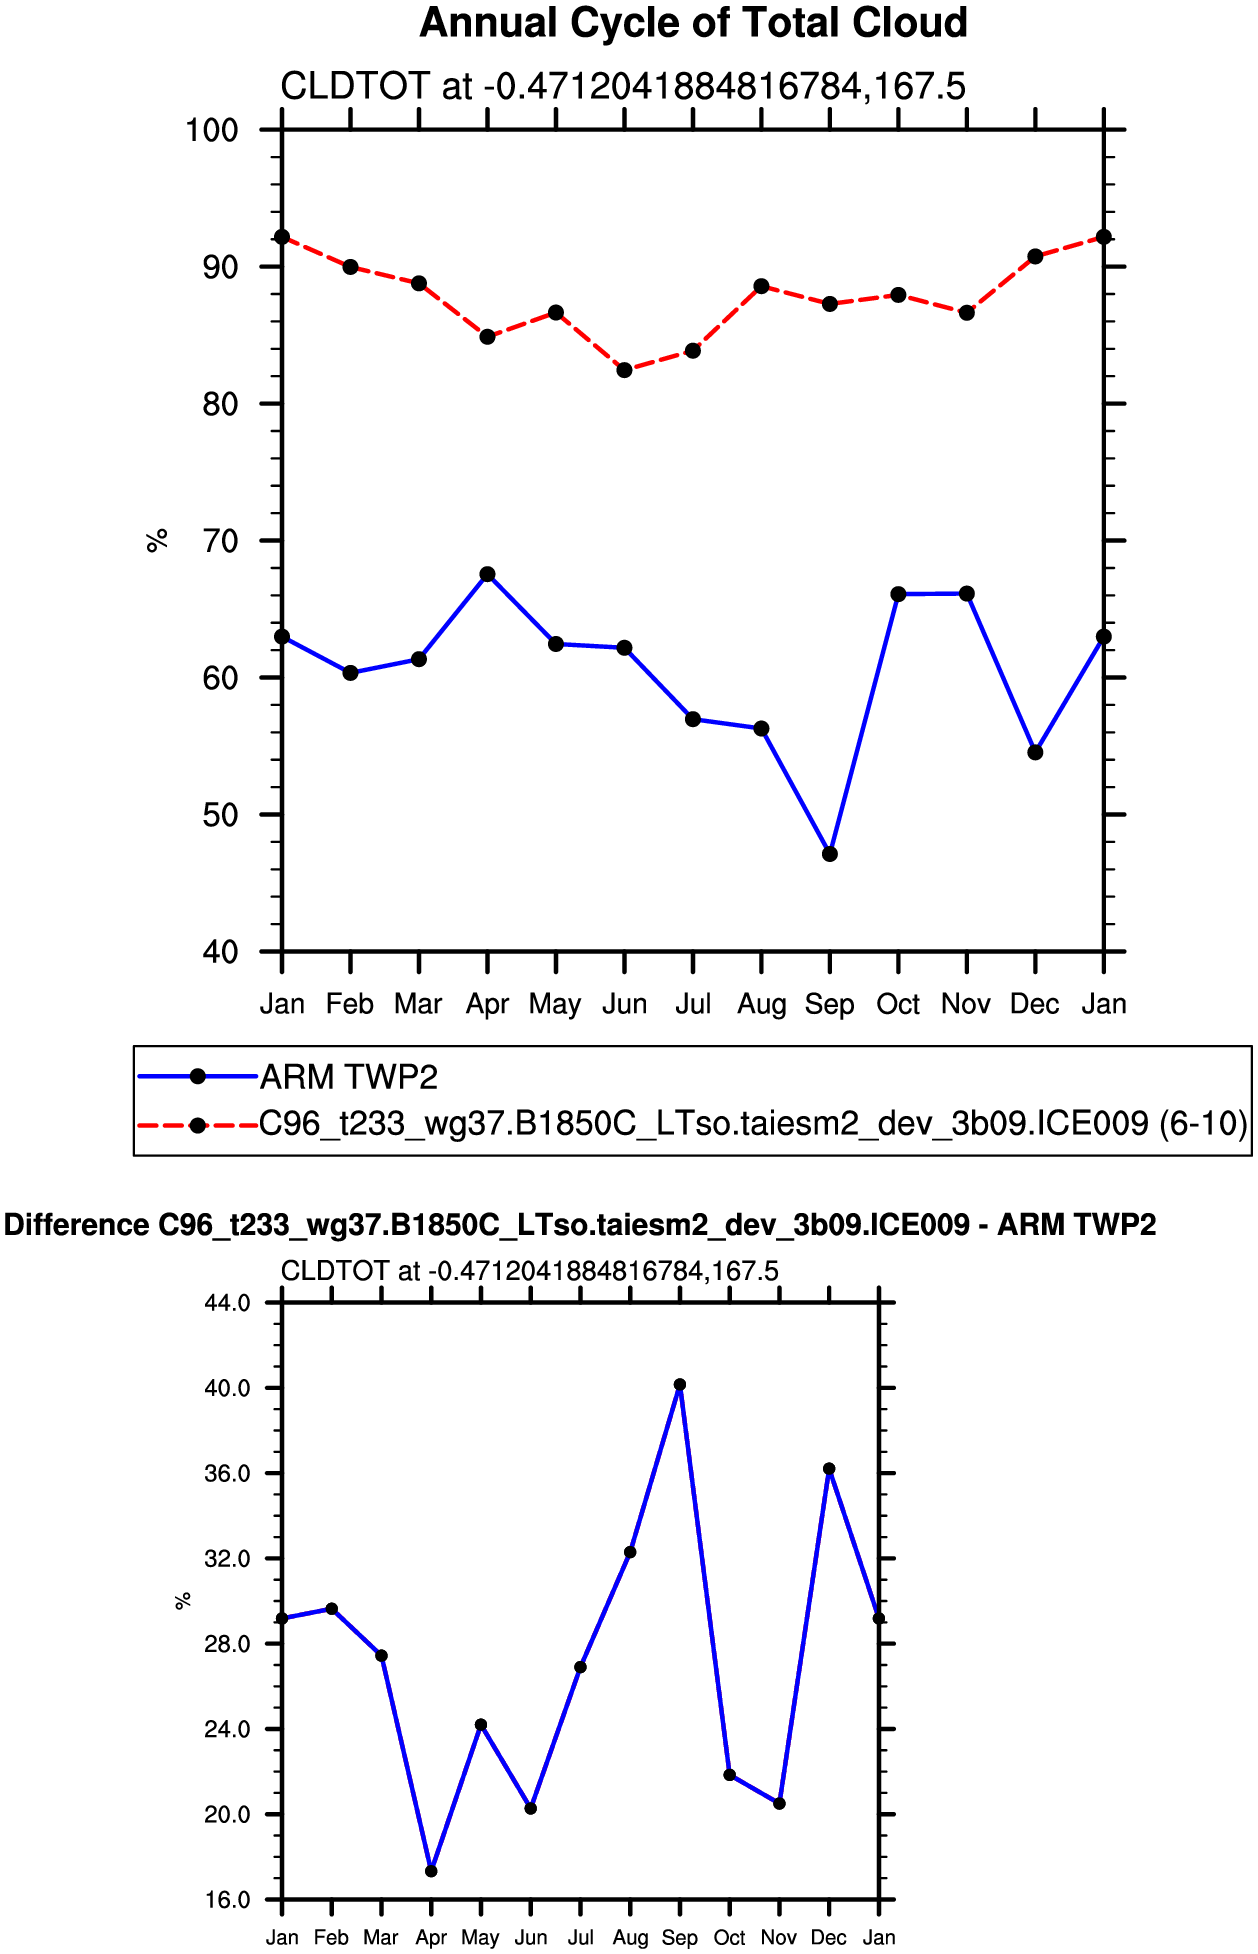 Annual Cycle of Total Cloud
CLDTOT at -0.4712041884816784,167.5
100
90
80
70
60
50
40
%
Jan Feb Mar Apr May Jun Jul Aug Sep Oct Nov Dec Jan
ARM TWP2
C96_t233_wg37.B1850C_LTso.taiesm2_dev_3b09.ICE009 (6-10)
Difference C96_t233_wg37.B1850C_LTso.taiesm2_dev_3b09.ICE009 - ARM TWP2
CLDTOT at -0.4712041884816784,167.5
44.0
40.0
36.0
32.0
28.0
24.0
20.0
16.0
%
Jan Feb Mar Apr May Jun Jul Aug Sep Oct Nov Dec Jan